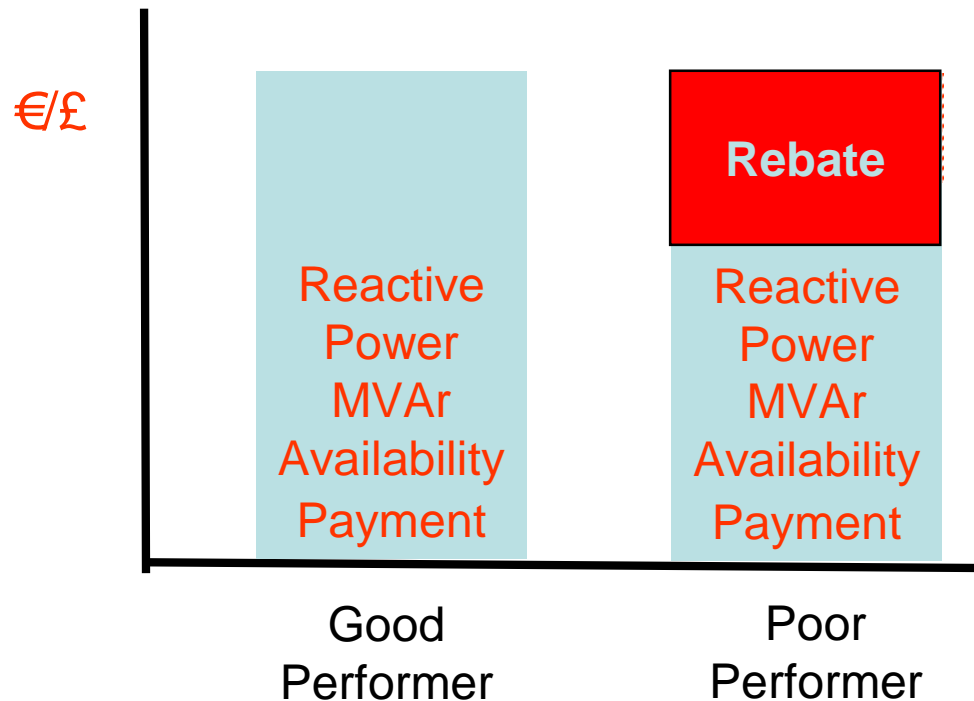 €/£
Reactive
Power
MVAr
Availability
Payment
Rebate
Reactive
Power
MVAr
Availability
Payment
Good
Performer
Poor
Performer